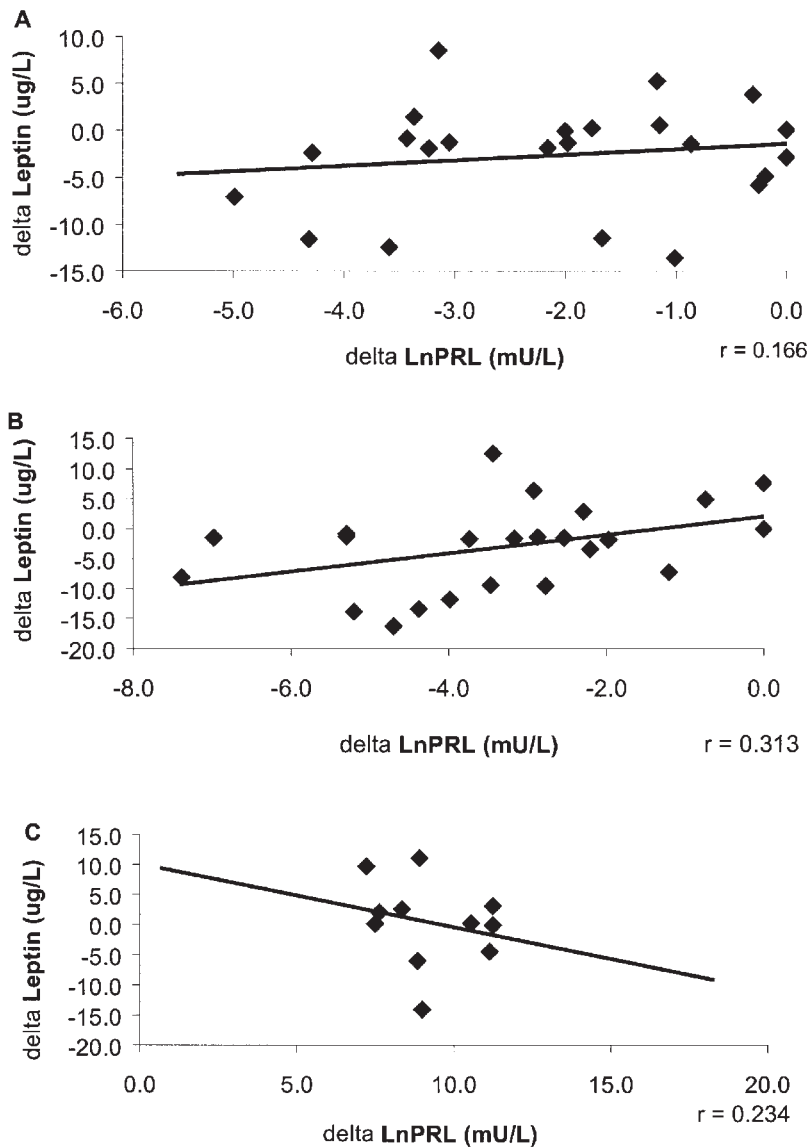 A
delta Leptin (ug/L)
10.0
5.0
0.0
-5.0
-10.0
-15.0
-6.0 -5.0 -4.0 -3.0 -2.0 -1.0 0.0
delta LnPRL (mU/L)
r = 0.166
B
delta Leptin (ug/L)
15.0
10.0
5.0
0.0
-5.0
-10.0
-15.0
-20.0
-8.0 -6.0 -4.0 -2.0 0.0
delta LnPRL (mU/L)
r = 0.313
C
delta Leptin (ug/L)
15.0
10.0
5.0
0.0
-5.0
-10.0
-15.0
-20.0
0.0 5.0 10.0 15.0 20.0
delta LnPRL (mU/L)
r = 0.234